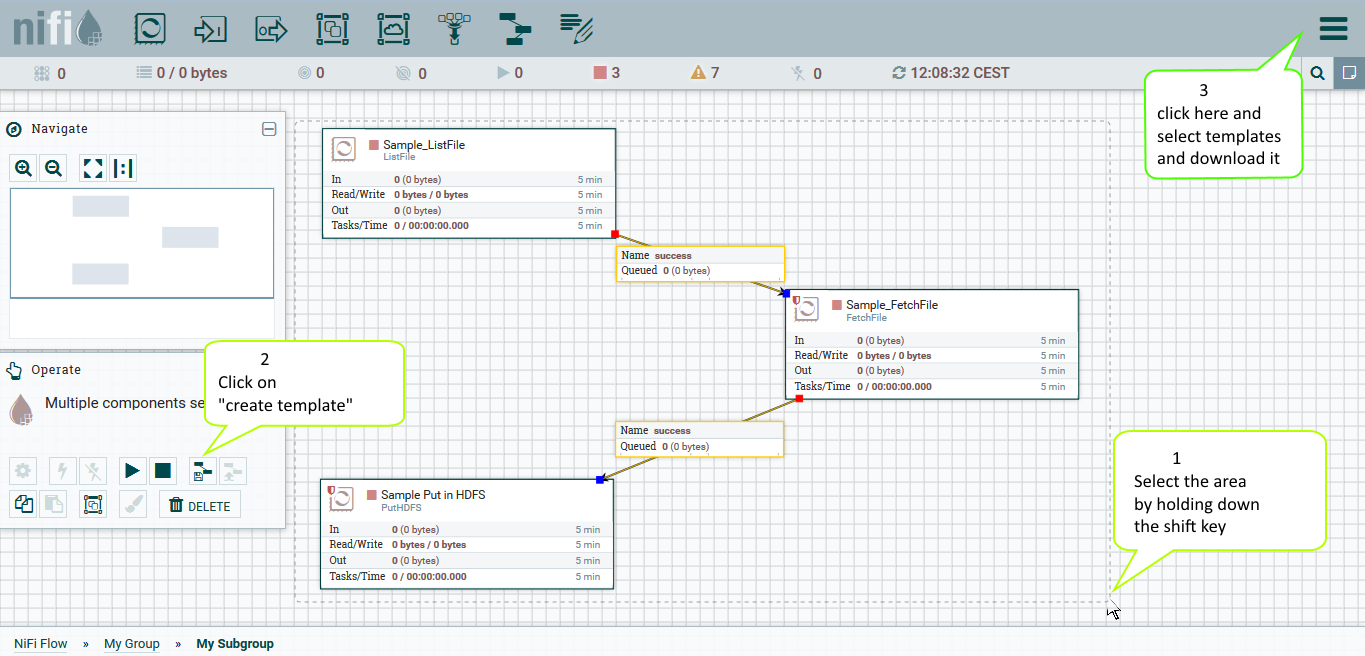 nifi
0
0 / 0 bytes
0
0
0
3
7
0
12:08:32 CEST
3
click here and
select templates
and download it
Navigate
Sample_ListFile
ListFile
In 0 (0 bytes) 5 min
Read/Write 0 bytes / 0 bytes 5 min
Out 0 (0 bytes) 5 min
Tasks/Time 0 / 00:00:00.000 5 min
Name success
Queued 0 (0 bytes)
Sample_FetchFile
FetchFile
In 0 (0 bytes) 5 min
Read/Write 0 bytes / 0 bytes 5 min
Out 0 (0 bytes) 5 min
Tasks/Time 0 / 00:00:00.000 5 min
2
Click on
"create template"
Operate
Multiple components se
DELETE
Name success
Queued 0 (0 bytes)
Sample Put in HDFS
PutHDFS
In 0 (0 bytes) 5 min
Read/Write 0 bytes / 0 bytes 5 min
Out 0 (0 bytes) 5 min
Tasks/Time 0 / 00:00:00.000 5 min
1
Select the area
by holding down
the shift key
NiFi Flow » My Group » My Subgroup